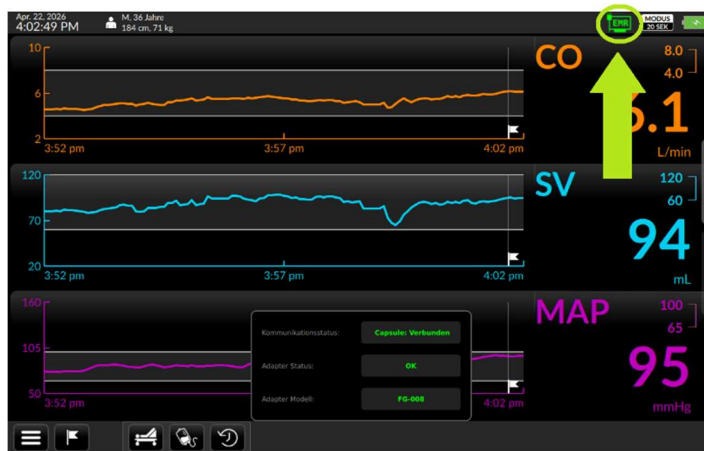 Apr. 22, 2026
4:02:49 PM
M, 36 Jahre
184 cm, 71 kg
EMR
MODUS
20 SEK
10
6
2
3:52 pm
3:57 pm
4:02 pm
CO
8.0
4.0
6.1
L/min
120
70
20
3:52 pm
3:57 pm
4:02 pm
SV
120
60
94
mL
160
105
50
3:52 pm
4:02 pm
MAP
100
65
95
mmHg
Kommunikationsstatus:
Capsule: Verbunden
Adapter Status:
OK
Adapter Modell:
FG-008